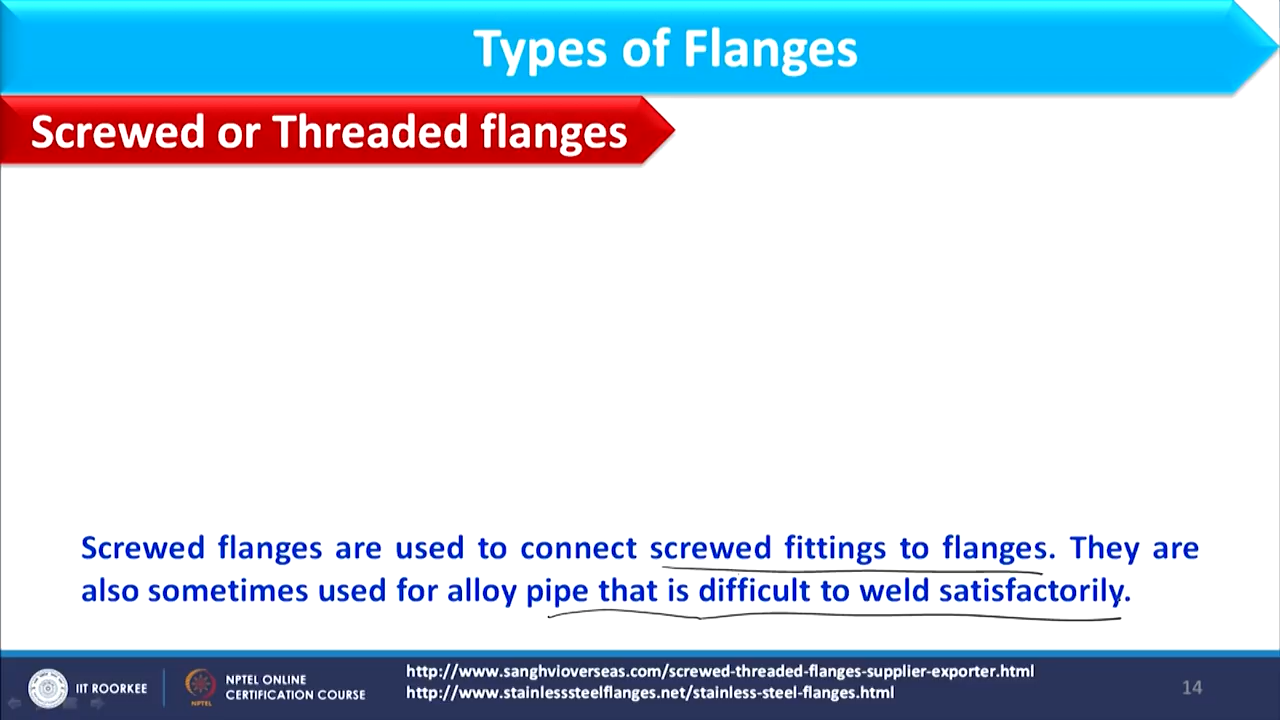 Types of Flanges
Screwed or Threaded flanges
Screwed flanges are used to connect screwed fittings to flanges. They are
also sometimes used for alloy pipe that is difficult to weld satisfactorily.
IIT ROORKEE
NPTEL
NPTEL ONLINE
CERTIFICATION COURSE
http://www.sanghvioverseas.com/screwed-threaded-flanges-supplier-exporter.html
http://www.stainlesssteelflanges.net/stainless-steel-flanges.html
14